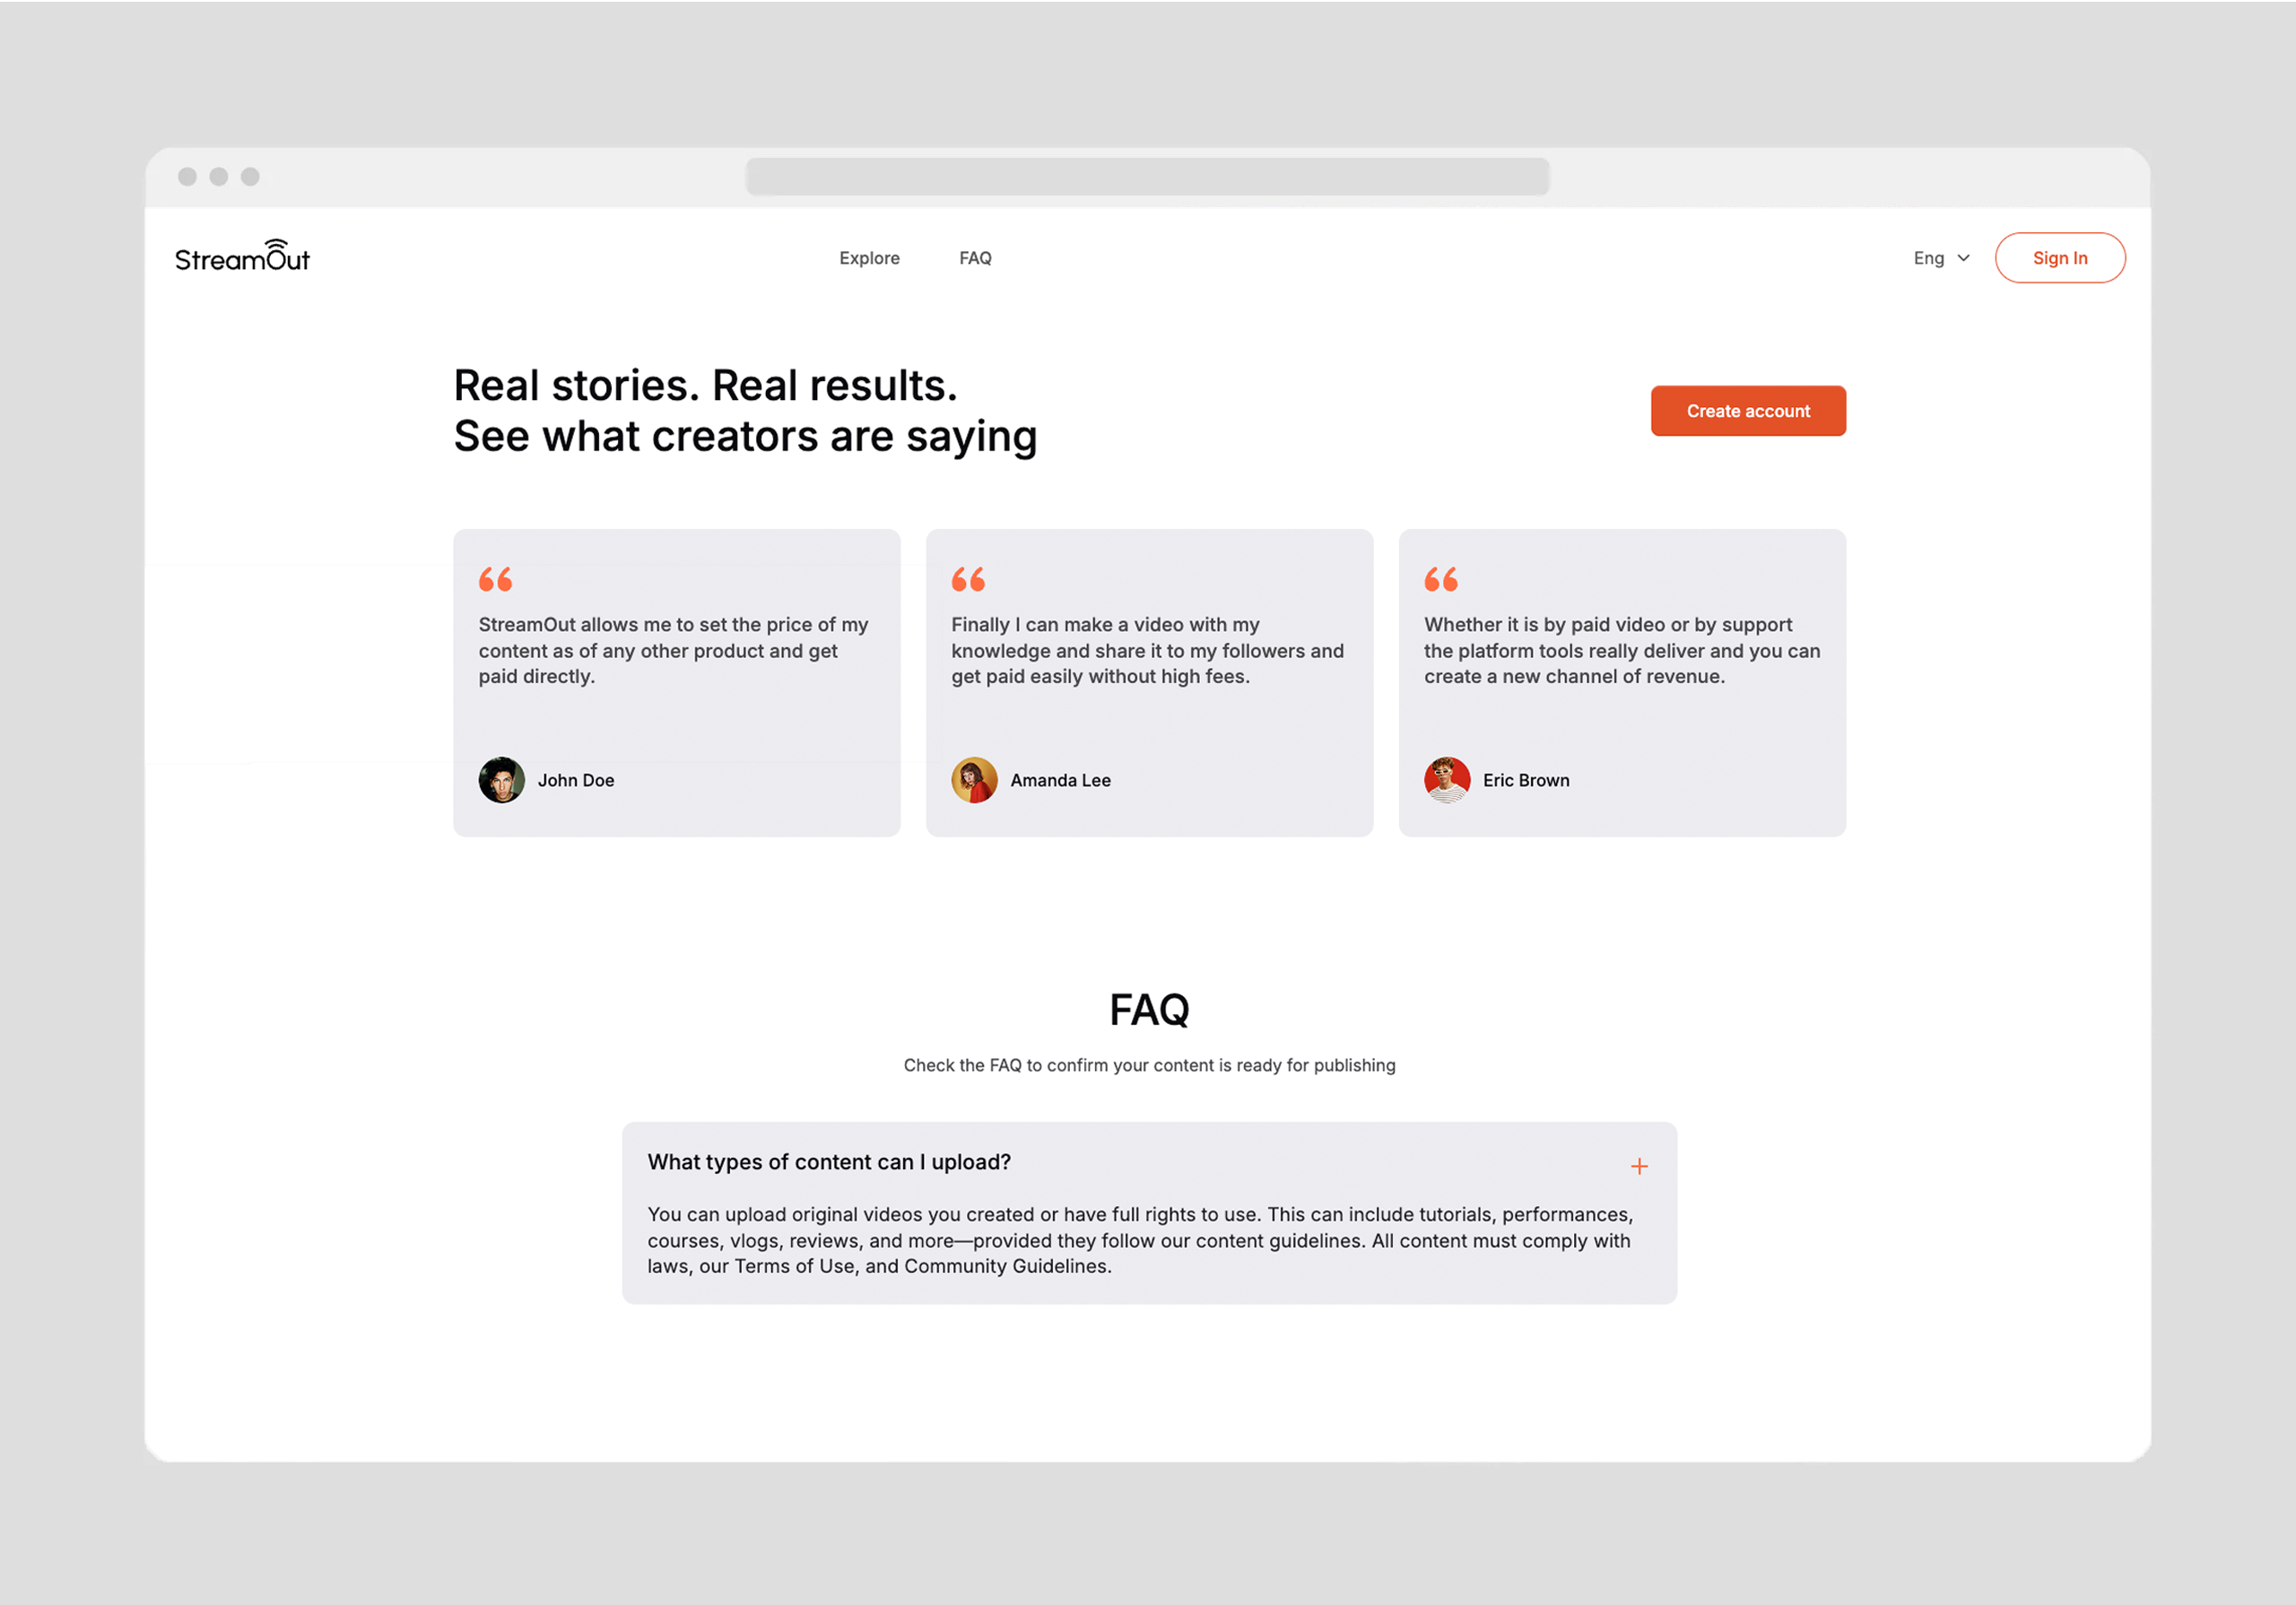 StreamOut
Explore
FAQ
Eng
Sign In
Real stories. Real results.
See what creators are saying
Create account
StreamOut allows me to set the price of my
content as of any other product and get
paid directly.
John Doe
Finally I can make a video with my
knowledge and share it to my followers and
get paid easily without high fees.
Amanda Lee
Whether it is by paid video or by support
the platform tools really deliver and you can
create a new channel of revenue.
Eric Brown
FAQ
Check the FAQ to confirm your content is ready for publishing
What types of content can I upload?
You can upload original videos you created or have full rights to use. This can include tutorials, performances,
courses, vlogs, reviews, and more—provided they follow our content guidelines. All content must comply with
laws, our Terms of Use, and Community Guidelines.